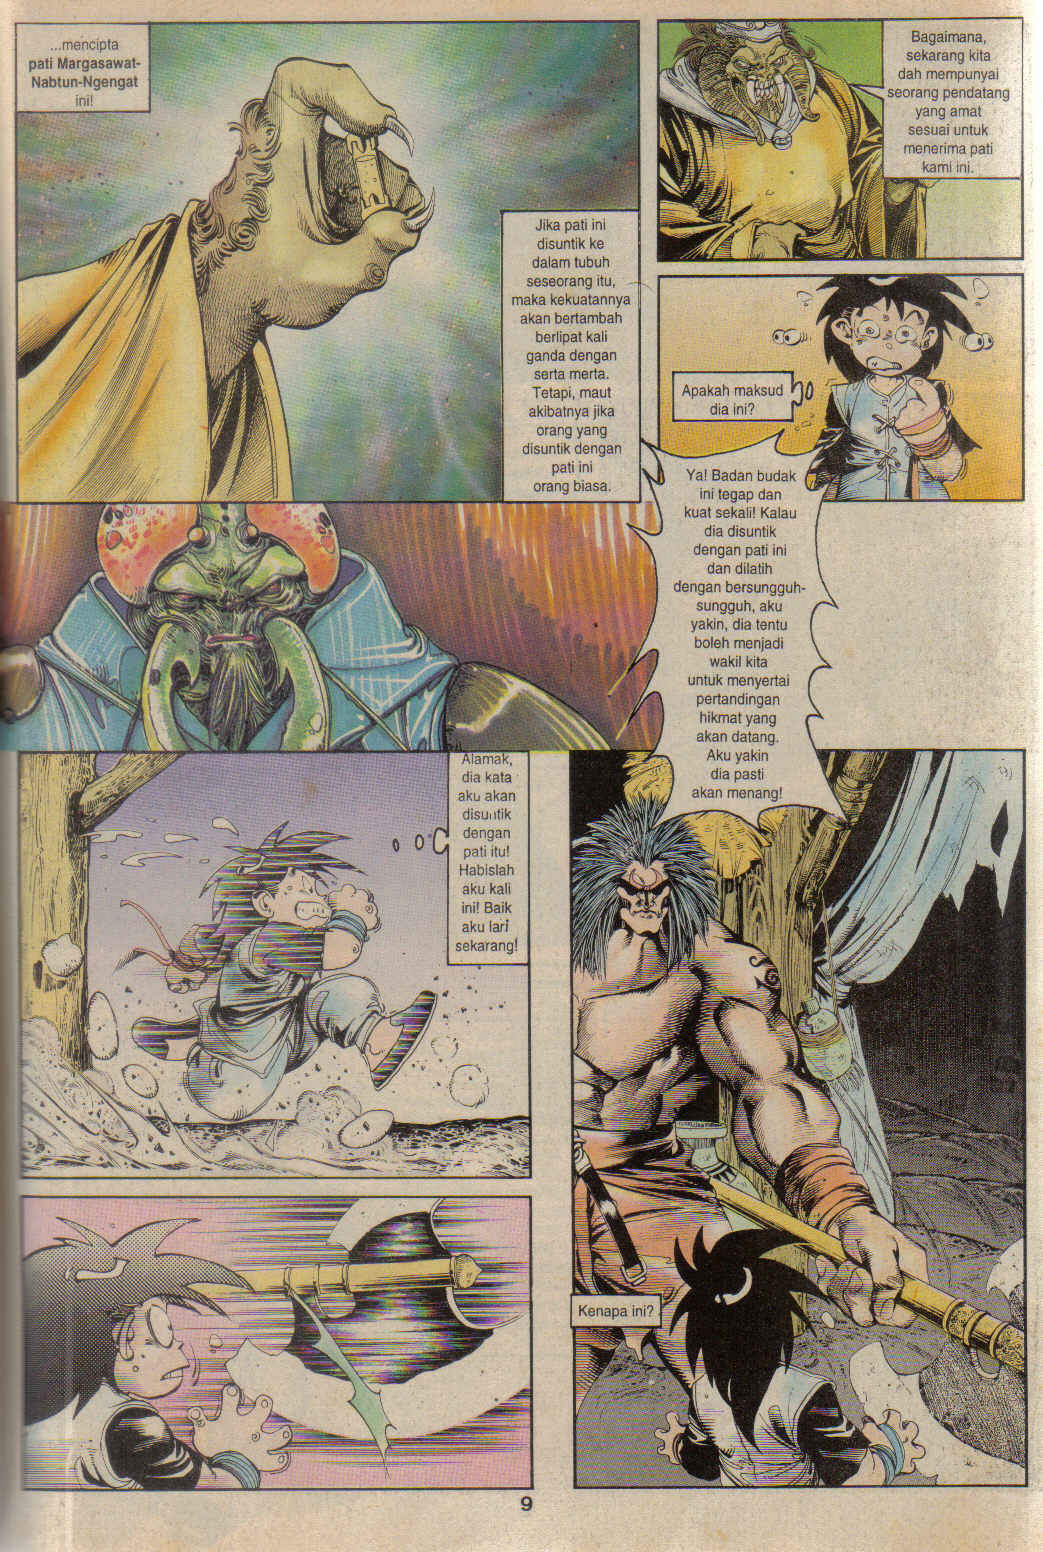 ...mencipta
pati Margasawat-
Nabtun-Ngengat
ini!
Jika pati ini
disuntik ke
dalam tubuh
seseorang itu,
maka kekuatannya
akan bertambah
berlipat kali
ganda dengan
serta merta.
Tetapi, maut
akibatnya jika
orang yang
disuntik dengan
pati ini
orang biasa.
Bagaimana,
sekarang kita
dah mempunyai
seorang pendatang
yang amat
sesuai untuk
menerima pati
kami ini.
Apakah maksud
dia ini?
Ya! Badan budak
ini tegap dan
kuat sekali! Kalau
dia disuntik
dengan pati ini
dan dilatih
dengan bersungguh-
sungguh, aku
yakin, dia tentu
boleh menjadi
wakil kita
untuk menyertai
pertandingan
hikmat yang
akan datang.
Aku yakin
dia pasti
akan menang!
Alamak,
dia kata
aku akan
disuntik
dengan
pati itu!
Habislah
aku kali
ini! Baik
aku lari
sekarang!
Kenapa ini?
9